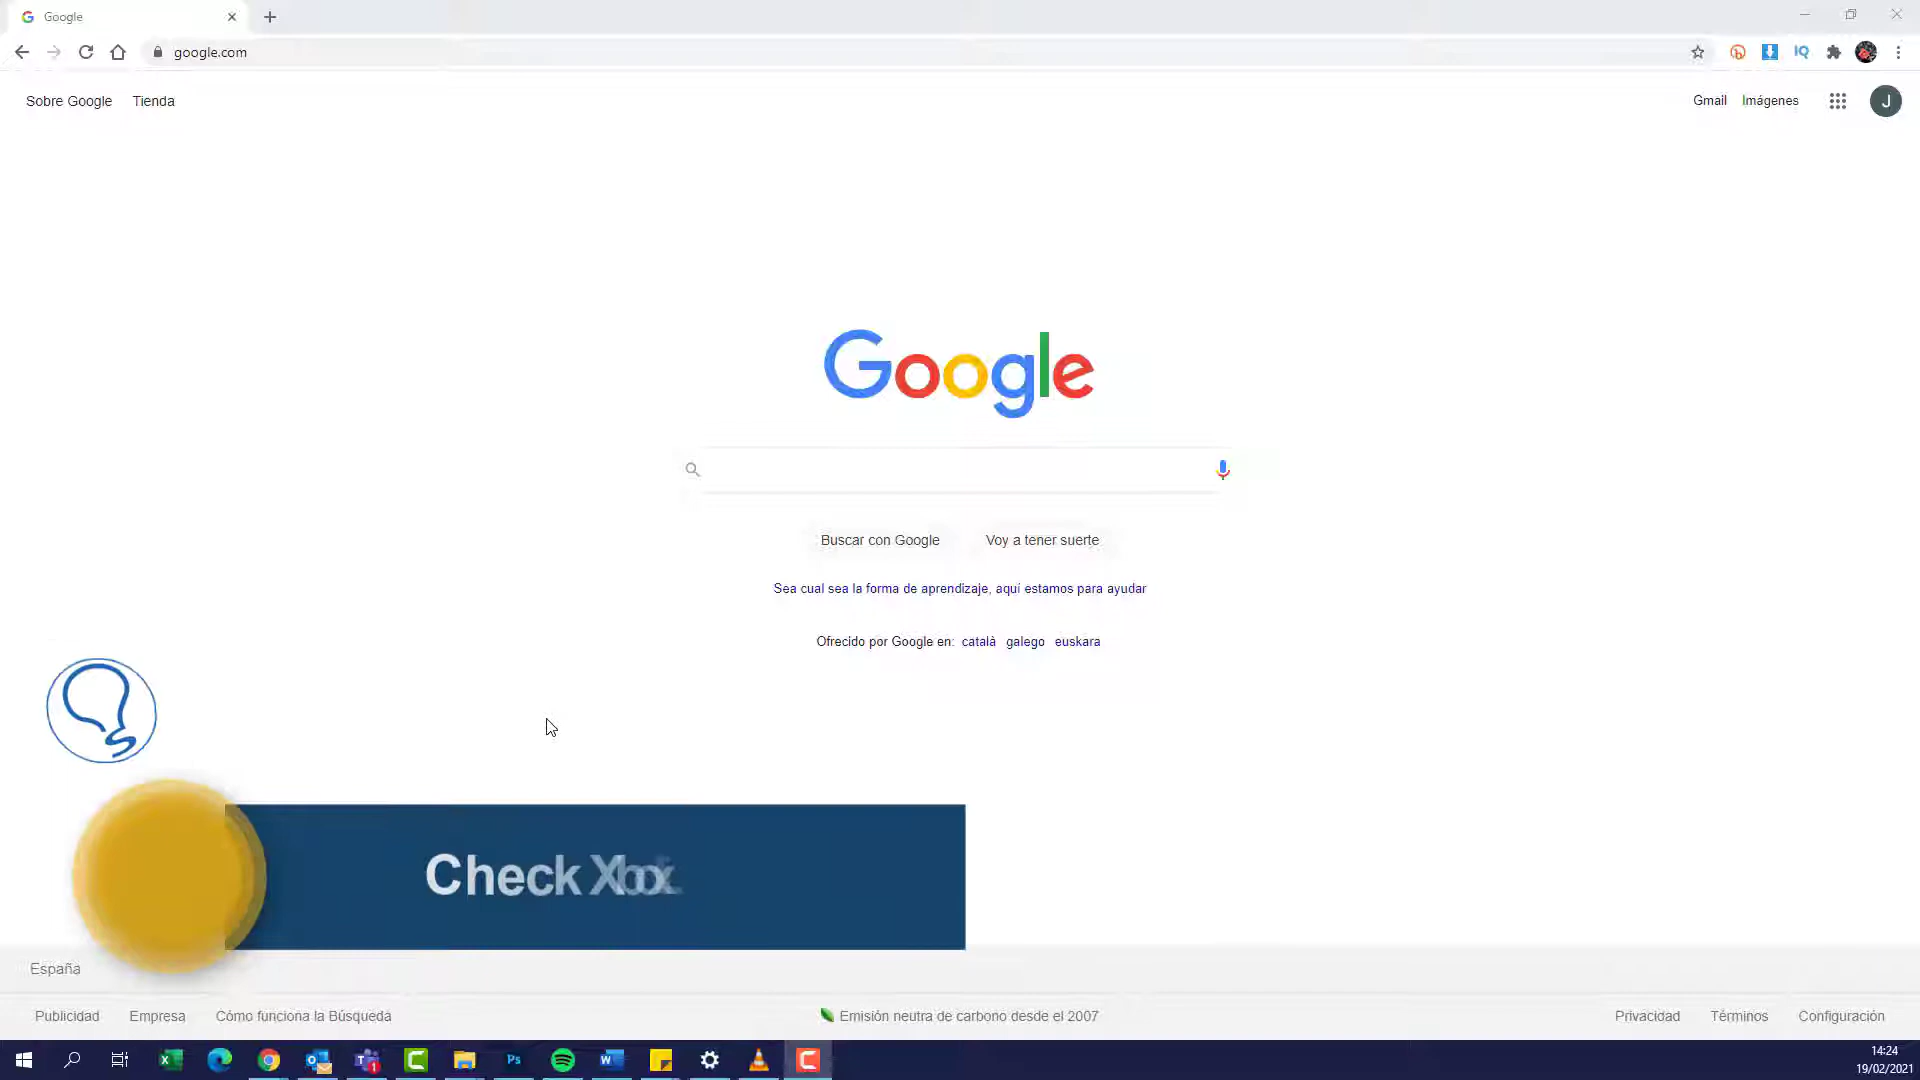 Google
google.com
Sobre Google Tienda
Gmail Imágenes
J
Google
Buscar con Google Voy a tener suerte
Sea cual sea la forma de aprendizaje, aquí estamos para ayudar
Ofrecido por Google en: català galego euskara
Check
España
Publicidad Empresa Cómo funciona la Búsqueda
Emisión neutra de carbono desde el 2007
Privacidad Términos Configuración
14:24
19/02/2021